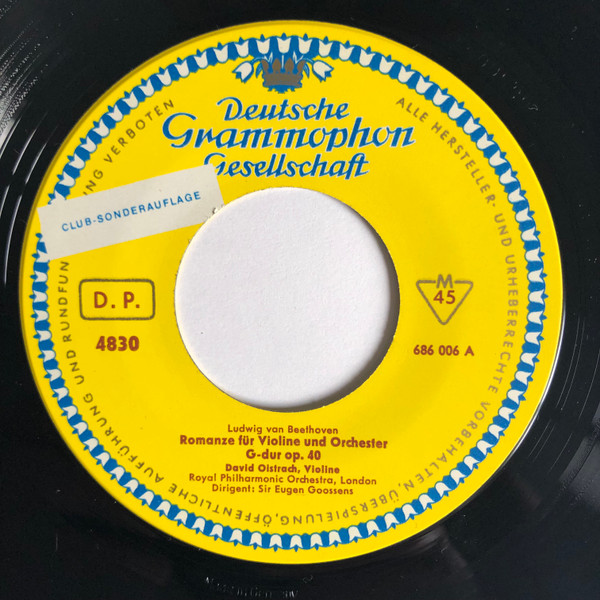 Deutsche
Grammophon
Gesellschaft
ALLE HERSTELLER- UND URHEBERRECHTE VORBEHALTEN, ÜBERSPIELUNG, ÖFFENTLICHE AUFFÜHRUNG UND RUNDFUN
UNG VERBOTEN
CLUB-SONDERAUFLAGE
D. P.
4830
M
45
686 006 A
Ludwig van Beethoven
Romanze für Violine und Orchester
G-dur op. 40
David Oistrach, Violine
Royal Philharmonic Orchestra, London
Dirigent: Sir Eugen Goossens